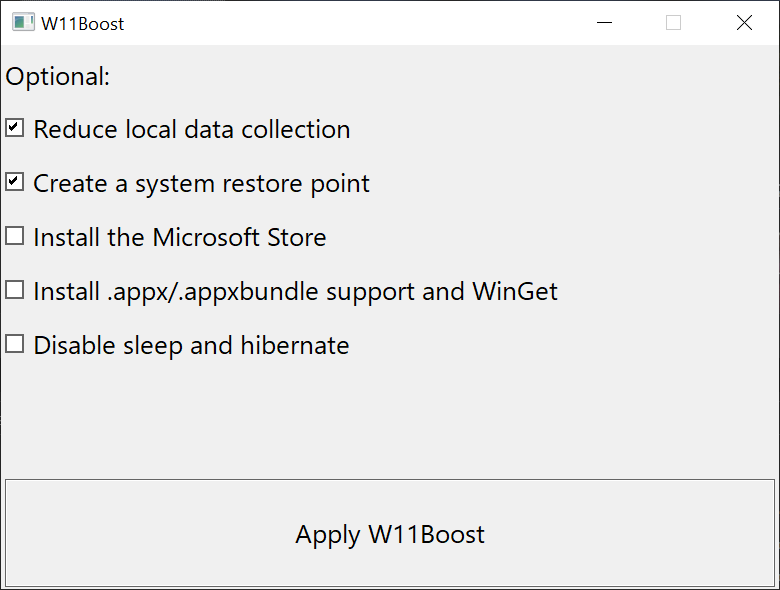 W11Boost
Optional:
Reduce local data collection
Create a system restore point
Install the Microsoft Store
Install .appx/.appxbundle support and WinGet
Disable sleep and hibernate
Apply W11Boost